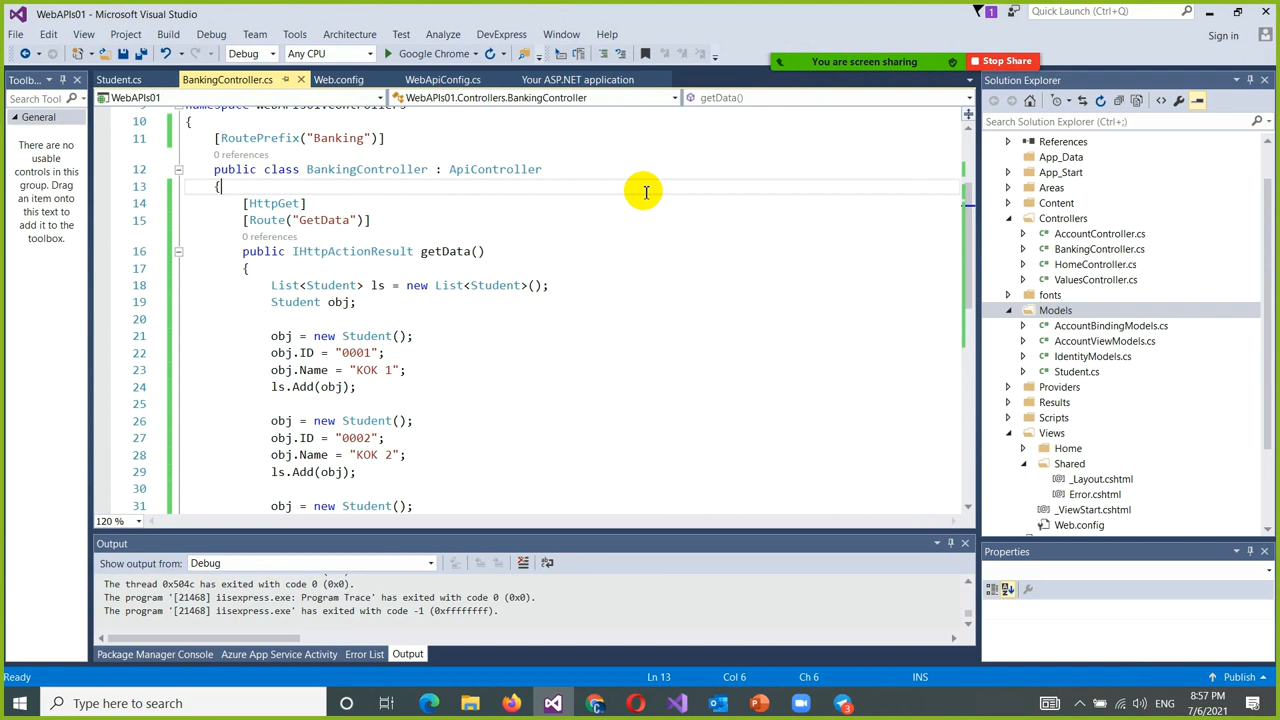 WebAPIs01 - Microsoft Visual Studio
1
Quick Launch (Ctrl+Q)
File Edit View Project Build Debug Team Tools Architecture Test Analyze DevExpress Window Help
Sign in
Debug Any CPU Google Chrome
You are screen sharing Stop Share
Toolb...
Student.cs BankingController.cs Web.config WebApiConfig.cs Your ASP.NET application
Solution Explorer
Search Tool
WebAPIs01 WebAPIs01.Controllers.BankingController getData()
General
There are no usable controls in this group. Drag an item onto this text to add it to the toolbox.
Search Solution Explorer (Ctrl+;)
namespace WebAPIs01.Controllers
10 {
11 [RoutePrefix("Banking")]
0 references
12 public class BankingController : ApiController
13 {
14 [HttpGet]
15 [Route("GetData")]
0 references
16 public IHttpActionResult getData()
17 {
18 List<Student> ls = new List<Student>();
19 Student obj;
20
21 obj = new Student();
22 obj.ID = "0001";
23 obj.Name = "KOK 1";
24 ls.Add(obj);
25
26 obj = new Student();
27 obj.ID = "0002";
28 obj.Name = "KOK 2";
29 ls.Add(obj);
30
31 obj = new Student();
120 %
References
App_Data
App_Start
Areas
Content
Controllers
AccountController.cs
BankingController.cs
HomeController.cs
ValuesController.cs
fonts
Models
AccountBindingModels.cs
AccountViewModels.cs
IdentityModels.cs
Student.cs
Providers
Results
Scripts
Views
Home
Shared
_Layout.cshtml
Error.cshtml
_ViewStart.cshtml
Web.config
Output
Show output from: Debug
The thread 0x504c has exited with code 0 (0x0).
The program '[21468] iisexpress.exe: Program Trace' has exited with code 0 (0x0).
The program '[21468] iisexpress.exe' has exited with code -1 (0xffffffff).
Properties
Package Manager Console Azure App Service Activity Error List Output
Ready Ln 13 Col 6 Ch 6 INS Publish
Type here to search
ENG
8:57 PM
7/6/2021